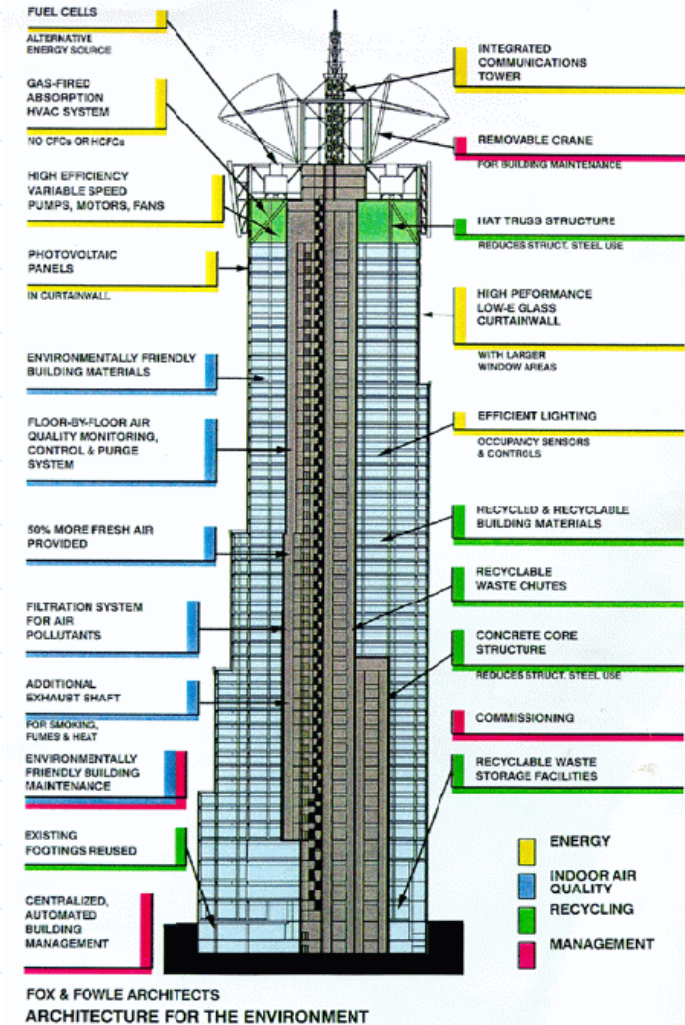 FUEL CELLS
ALTERNATIVE
ENERGY SOURCE
GAS-FIRED
ABSORPTION
HVAC SYSTEM
NO CFCs OR HCFCs
HIGH EFFICIENCY
VARIABLE SPEED
PUMPS, MOTORS, FANS
PHOTOVOLTAIC
PANELS
IN CURTAINWALL
ENVIRONMENTALLY FRIENDLY
BUILDING MATERIALS
FLOOR-BY-FLOOR AIR
QUALITY MONITORING,
CONTROL & PURGE
SYSTEM
50% MORE FRESH AIR
PROVIDED
FILTRATION SYSTEM
FOR AIR
POLLUTANTS
ADDITIONAL
EXHAUST SHAFT
FOR SMOKING,
FUMES & HEAT
ENVIRONMENTALLY
FRIENDLY BUILDING
MAINTENANCE
EXISTING
FOOTINGS REUSED
CENTRALIZED,
AUTOMATED
BUILDING
MANAGEMENT
INTEGRATED
COMMUNICATIONS
TOWER
REMOVABLE CRANE
FOR BUILDING MAINTENANCE
HAT TRUSS STRUCTURE
REDUCES STRUCT. STEEL USE
HIGH PEFORMANCE
LOW-E GLASS
CURTAINWALL
WITH LARGER
WINDOW AREAS
EFFICIENT LIGHTING
OCCUPANCY SENSORS
& CONTROLS
RECYCLED & RECYCLABLE
BUILDING MATERIALS
RECYCLABLE
WASTE CHUTES
CONCRETE CORE
STRUCTURE
REDUCES STRUCT. STEEL USE
COMMISSIONING
RECYCLABLE WASTE
STORAGE FACILITIES
ENERGY
INDOOR AIR
QUALITY
RECYCLING
MANAGEMENT
FOX & FOWLE ARCHITECTS
ARCHITECTURE FOR THE ENVIRONMENT